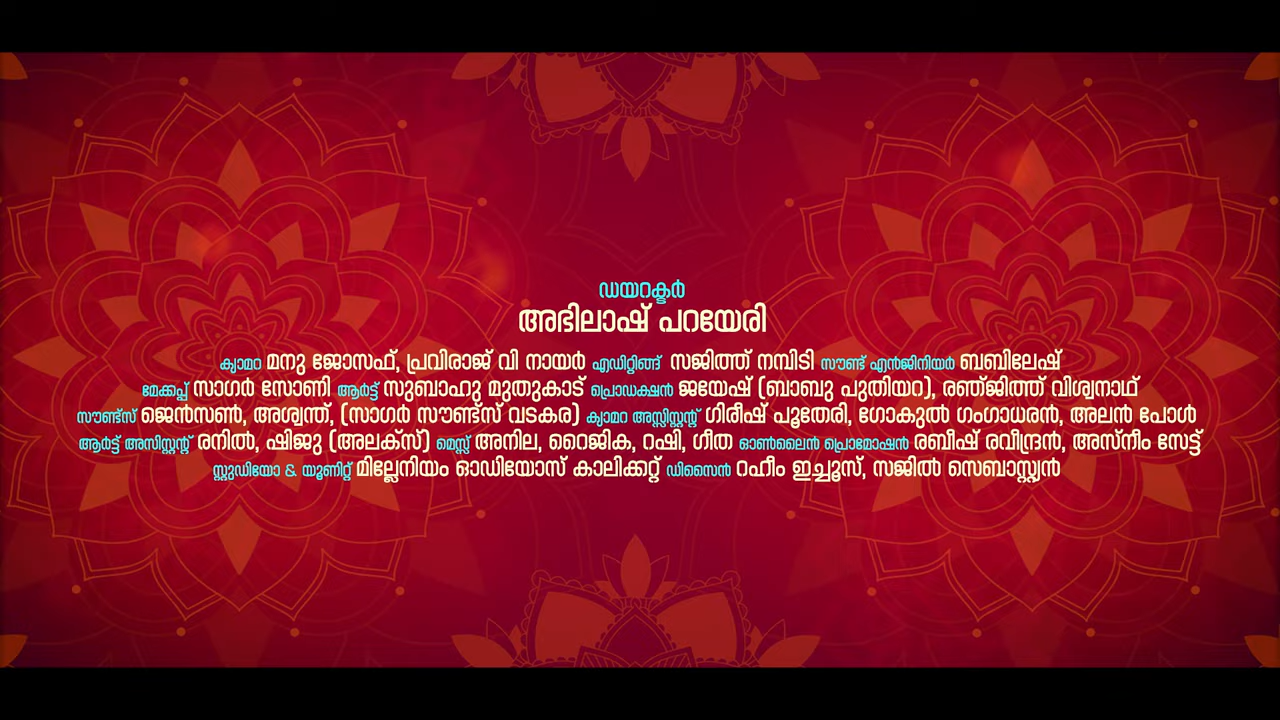 ഡയറക്ടർ
അഭിലാഷ് പറയേരി
ക്യാമറ മനു ജോസഫ്, പ്രവിരാജ് വി നായർ എഡിറ്റിങ്ങ് സജിത്ത് നമ്പിടി സൗണ്ട് എൻജിനിയർ ബബിലേഷ്
മേക്കപ്പ് സാഗർ സോണി ആർട്ട് സുബാഹു മുതുകാട് പ്രൊഡക്ഷൻ ജയേഷ് (ബാബു പുതിയറ), രഞ്ജിത്ത് വിശ്വനാഥ്
സൗണ്ട്സ് ജെൻസൺ, അശ്വന്ത്, (സാഗർ സൗണ്ട്സ് വടകര) ക്യാമറ അസ്സിസ്റ്റന്റ് ഗിരീഷ് പൂതേരി, ഗോകുൽ ഗംഗാധരൻ, അലൻ പോൾ
ആർട്ട് അസിസ്റ്റന്റ് രനിൽ, ഷിജു (അലക്സ്) മെസ്സ് അനില, റൈജിക, റഷി, ഗീത ഓൺലൈൻ പ്രൊമോഷൻ രബീഷ് രവീന്ദ്രൻ, അസ്നീം സേട്ട്
സ്റ്റുഡിയോ & യൂണിറ്റ് മില്ലേനിയം ഓഡിയോസ് കാലിക്കറ്റ് ഡിസൈൻ റഹീം ഇച്ചൂസ്, സജിൽ സെബാസ്റ്റ്യൻ